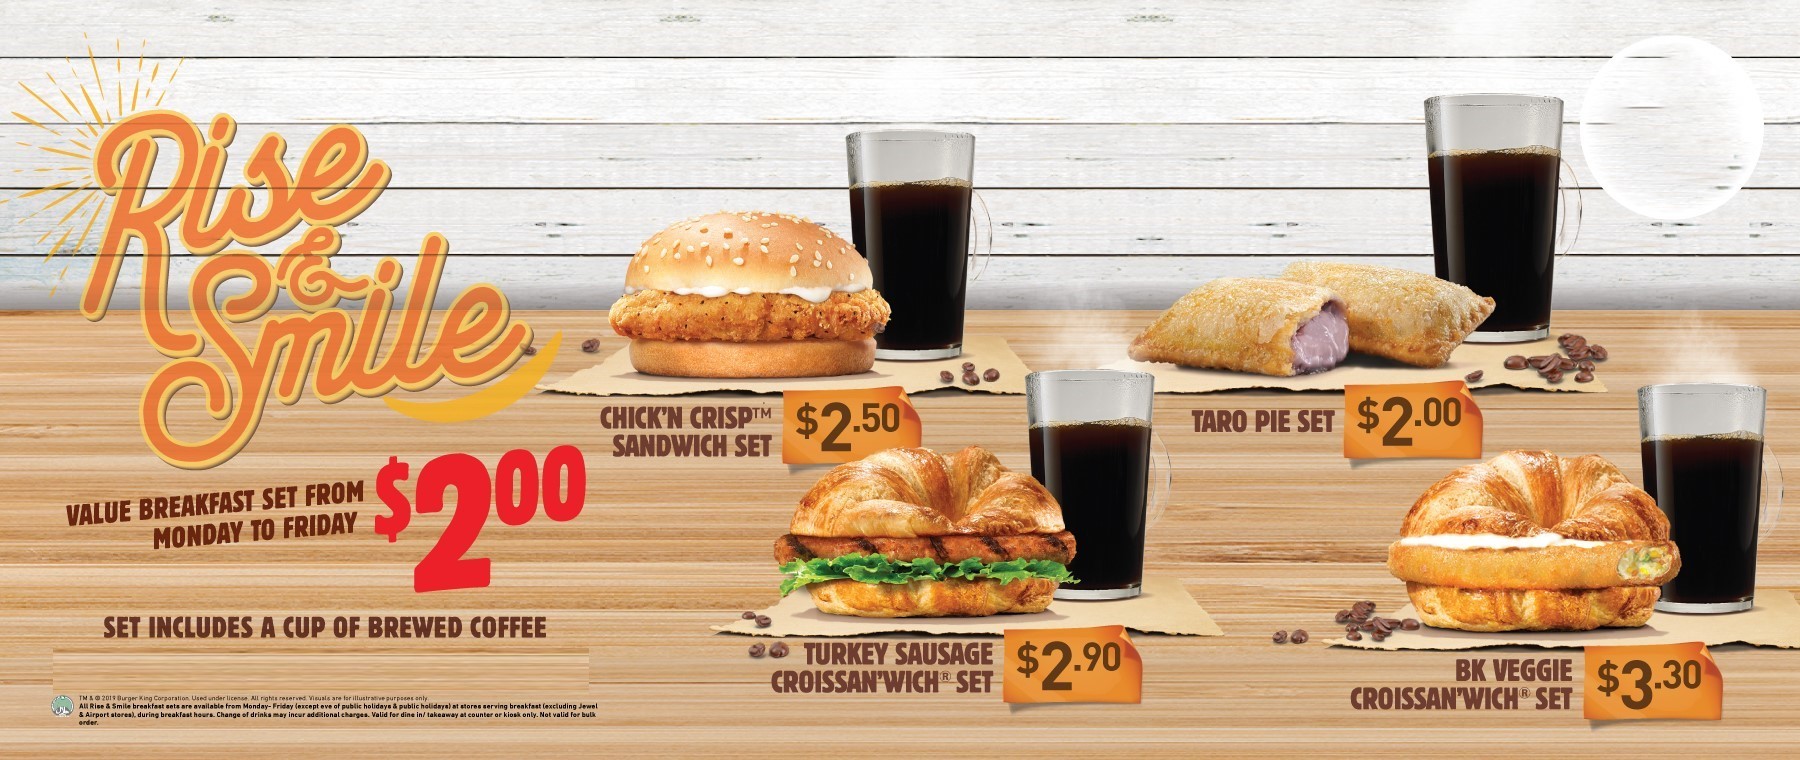 Rise
&
Smile
VALUE BREAKFAST SET FROM
MONDAY TO FRIDAY
$2.00
SET INCLUDES A CUP OF BREWED COFFEE
CHICK'N CRISP™
SANDWICH SET
$2.50
TARO PIE SET
$2.00
TURKEY SAUSAGE
CROISSAN'WICH® SET
$2.90
BK VEGGIE
CROISSAN'WICH® SET
$3.30
TM & © 2019 Burger King Corporation. Used under license. All rights reserved. Visuals are for illustrative purposes only.
All Rise & Smile breakfast sets are available from Monday- Friday (except eve of public holidays & public holidays) at stores serving breakfast (excluding Jewel
& Airport stores), during breakfast hours. Change of drinks may incur additional charges. Valid for dine in/ takeaway at counter or kiosk only. Not valid for bulk
order.